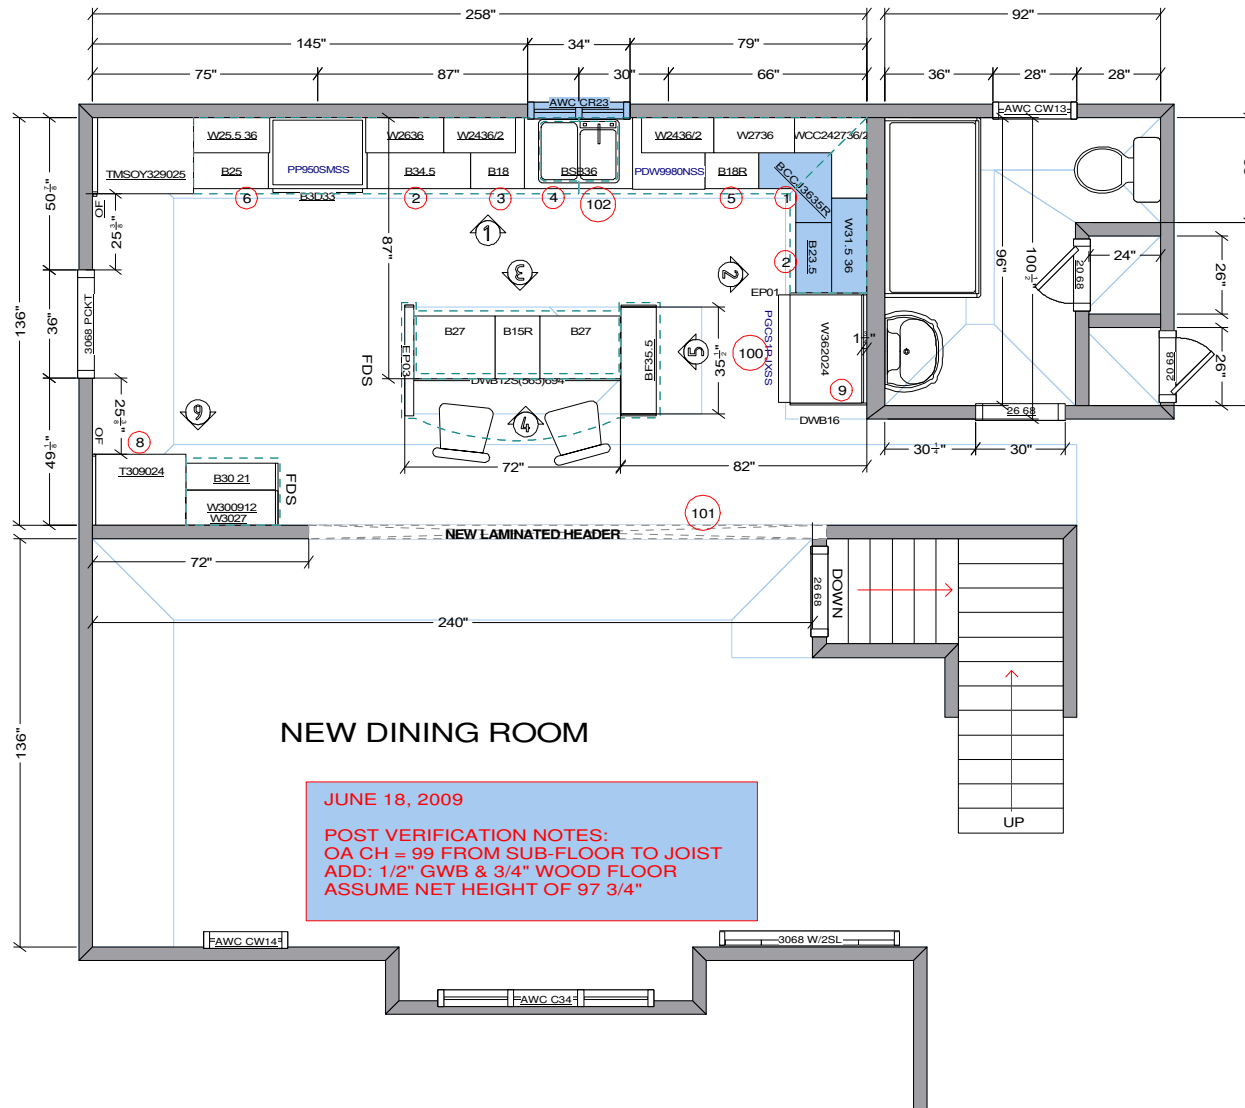 258"
92"
145"
34"
79"
75"
87"
30"
66"
36"
28"
28"
AWC CR23
AWC CW13
W25.5 36
W2636
W2436/2
W2436/2
W2736
WCC242736/2
TMSOY329025
B25
PP950SMSS
B34.5
B18
BSB36
PDW9980NSS
B18R
BCCJ3635R
B3D33
6
2
3
4
102
5
1
OF
50 7/8"
25 3/8"
87"
1
3
2
2
W31.5 36
B23.5
96"
100 1/2"
24"
20 68
26"
136"
36"
3068 PCKT
EP01
B27
B15R
B27
EP03
FDS
BF35.5
5
35 1/2"
100
PGCS1PJXSS
W362024
9
DWB16
20 68
26"
DWB12S(563)694
4
25 3/8"
49 1/8"
OF
6
8
26 68
30 1/4"
30"
72"
82"
T309024
B30 21
W300912
W3027
FDS
101
NEW LAMINATED HEADER
72"
240"
26 68
DOWN
136"
NEW DINING ROOM
JUNE 18, 2009
POST VERIFICATION NOTES:
OA CH = 99 FROM SUB-FLOOR TO JOIST
ADD: 1/2" GWB & 3/4" WOOD FLOOR
ASSUME NET HEIGHT OF 97 3/4"
UP
AWC CW14
3068 W/2SL
AWC C34